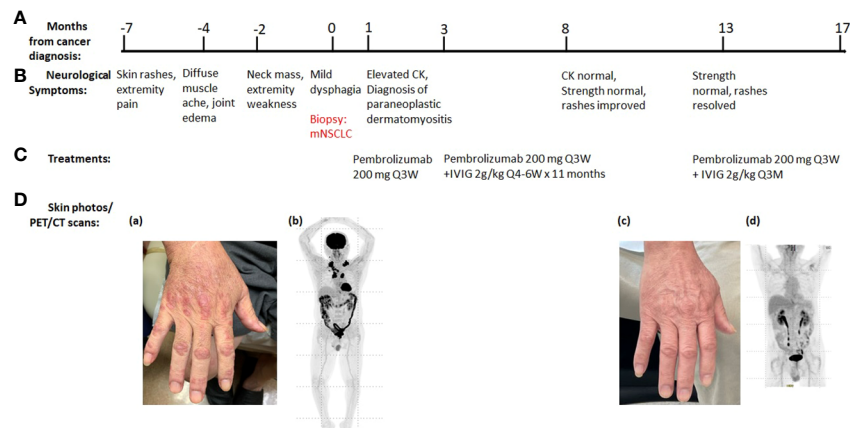 A
Months
from cancer
diagnosis:
-7 -4 -2 0 1 3 8 13 17
B
Neurological
Symptoms:
Skin rashes,
extremity
pain
Diffuse
muscle
ache, joint
edema
Neck mass,
extremity
weakness
Mild
dysphagia
Biopsy:
mNSCLC
Elevated CK,
Diagnosis of
paraneoplastic
dermatomyositis
CK normal,
Strength normal,
rashes improved
Strength
normal, rashes
resolved
C
Treatments:
Pembrolizumab
200 mg Q3W
Pembrolizumab 200 mg Q3W
+IVIG 2g/kg Q4-6W x 11 months
Pembrolizumab 200 mg Q3W
+ IVIG 2g/kg Q3M
D
Skin photos/
PET/CT scans:
(a)
(b)
(c)
(d)